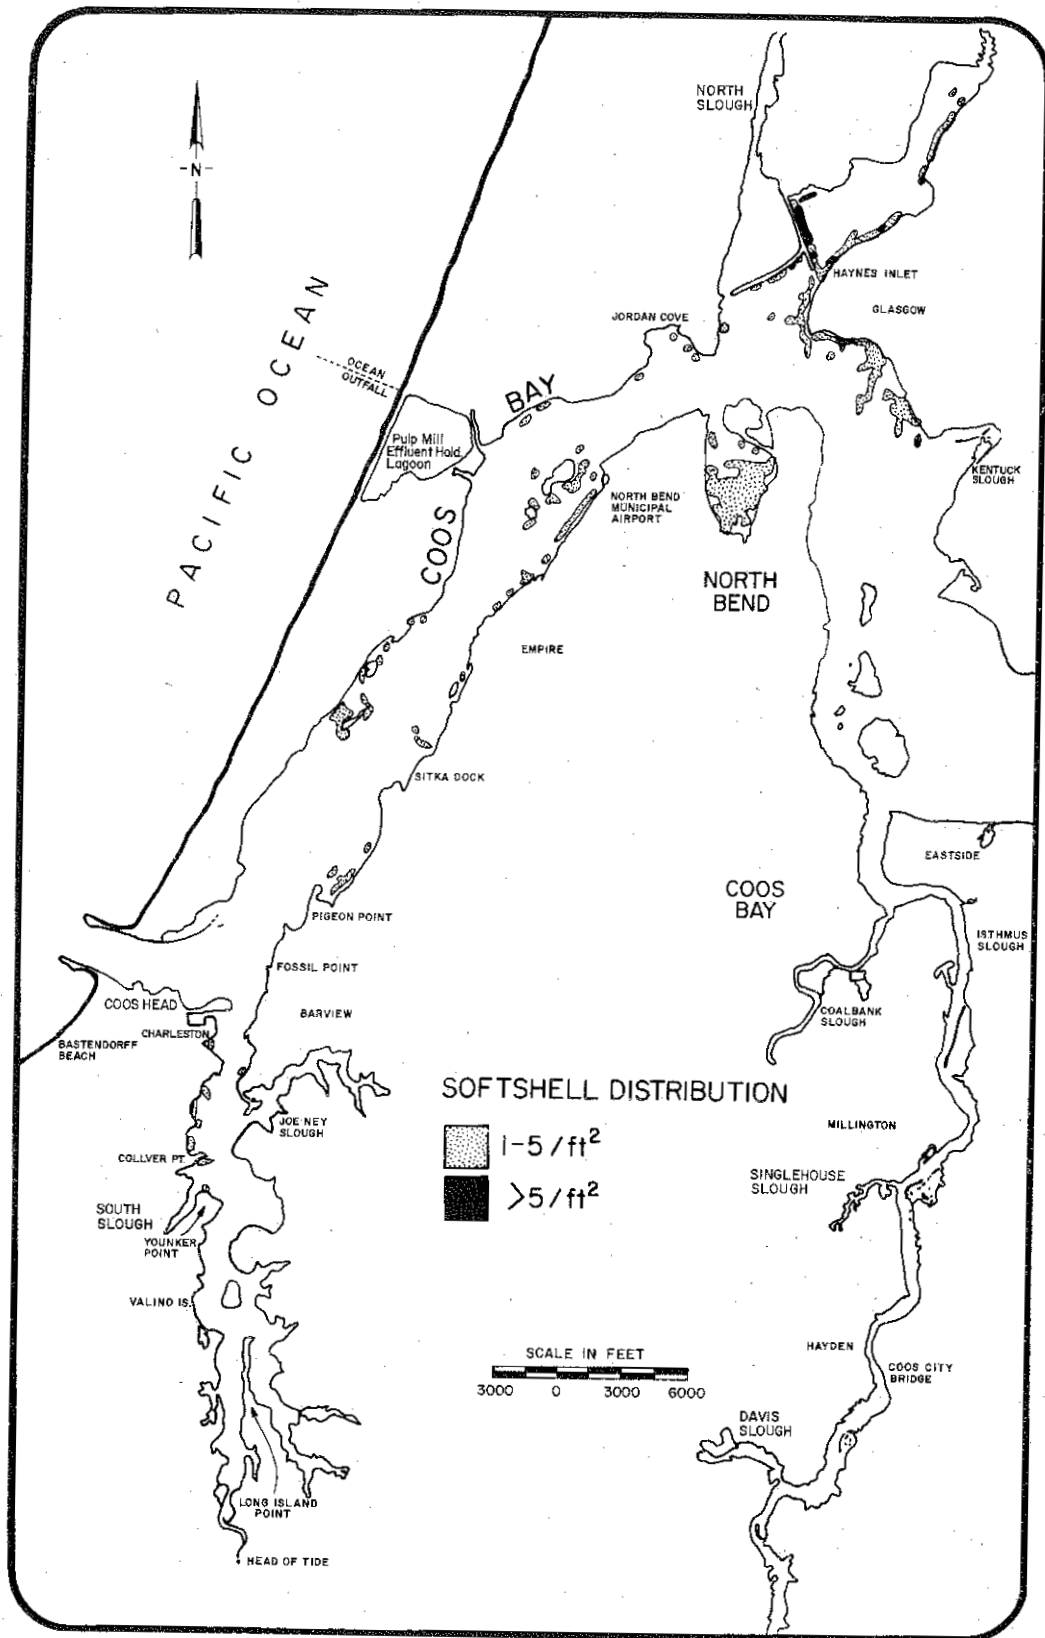 NORTH
SLOUGH
-N-
HAYNES INLET
GLASGOW
JORDAN COVE
PACIFIC OCEAN
OCEAN
OUTFALL
COOS BAY
Pulp Mill
Effluent Hold.
Lagoon
KENTUCK
SLOUGH
NORTH BEND
MUNICIPAL
AIRPORT
NORTH
BEND
EMPIRE
SITKA DOCK
EASTSIDE
COOS
BAY
PIGEON POINT
ISTHMUS
SLOUGH
FOSSIL POINT
COOS HEAD
BARVIEW
CHARLESTON
COALBANK
SLOUGH
BASTENDORFF
BEACH
SOFTSHELL DISTRIBUTION
1-5/ft²
>5/ft²
JOE NEY
SLOUGH
MILLINGTON
COLLVER PT.
SINGLEHOUSE
SLOUGH
SOUTH
SLOUGH
YOUNKER
POINT
VALINO IS.
HAYDEN
SCALE IN FEET
3000 0 3000 6000
COOS CITY
BRIDGE
DAVIS
SLOUGH
LONG ISLAND
POINT
HEAD OF TIDE